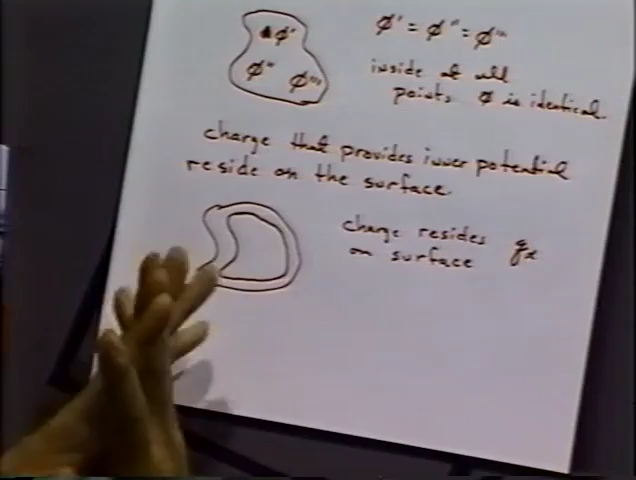 φ' = φ'' = φ'''
φ'
φ'' φ'''
inside at all
points φ is identical.
charge that provides inner potential
reside on the surface.
charge resides
on surface